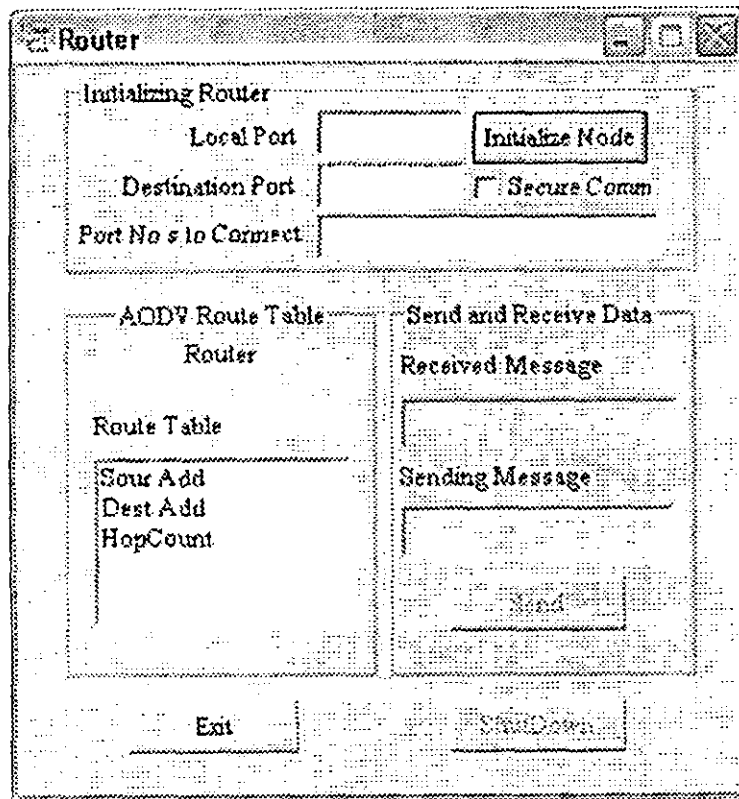 Router
Initializing Router
Local Port
Initialize Node
Destination Port
Secure Comm
Port No s to Connect
AODV Route Table
Router
Route Table
Sour Add
Dest Add
HopCount
Send and Receive Data
Received Message
Sending Message
Send
Exit
ShutDown